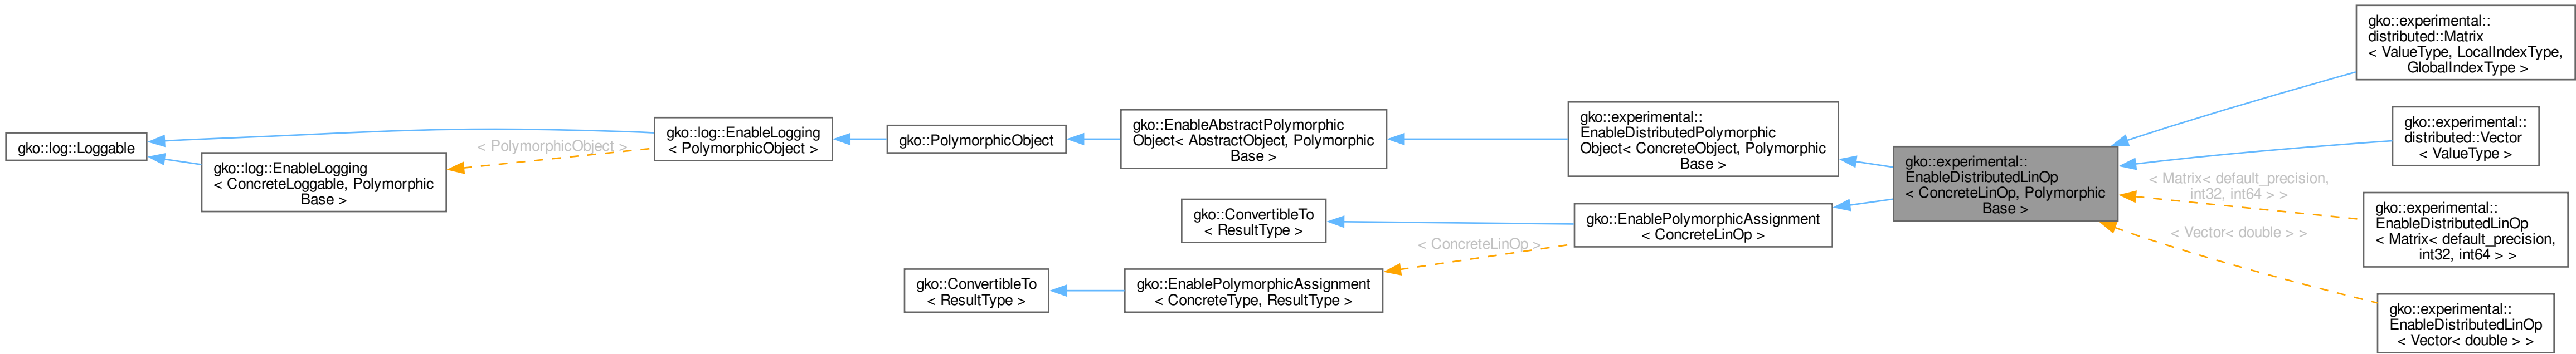 gko::log::Loggable
gko::log::EnableLogging
< ConcreteLoggable, Polymorphic
Base >
< PolymorphicObject >
gko::log::EnableLogging
< PolymorphicObject >
gko::PolymorphicObject
gko::ConvertibleTo
< ResultType >
gko::EnableAbstractPolymorphic
Object< AbstractObject, Polymorphic
Base >
gko::ConvertibleTo
< ResultType >
gko::EnablePolymorphicAssignment
< ConcreteType, ResultType >
< ConcreteLinOp >
gko::experimental::
EnableDistributedPolymorphic
Object< ConcreteObject, Polymorphic
Base >
gko::EnablePolymorphicAssignment
< ConcreteLinOp >
gko::experimental::
EnableDistributedLinOp
< ConcreteLinOp, Polymorphic
Base >
< Matrix< default_precision,
int32, int64 > >
< Vector< double > >
gko::experimental::
distributed::Matrix
< ValueType, LocalIndexType,
GlobalIndexType >
gko::experimental::
distributed::Vector
< ValueType >
gko::experimental::
EnableDistributedLinOp
< Matrix< default_precision,
int32, int64 > >
gko::experimental::
EnableDistributedLinOp
< Vector< double > >